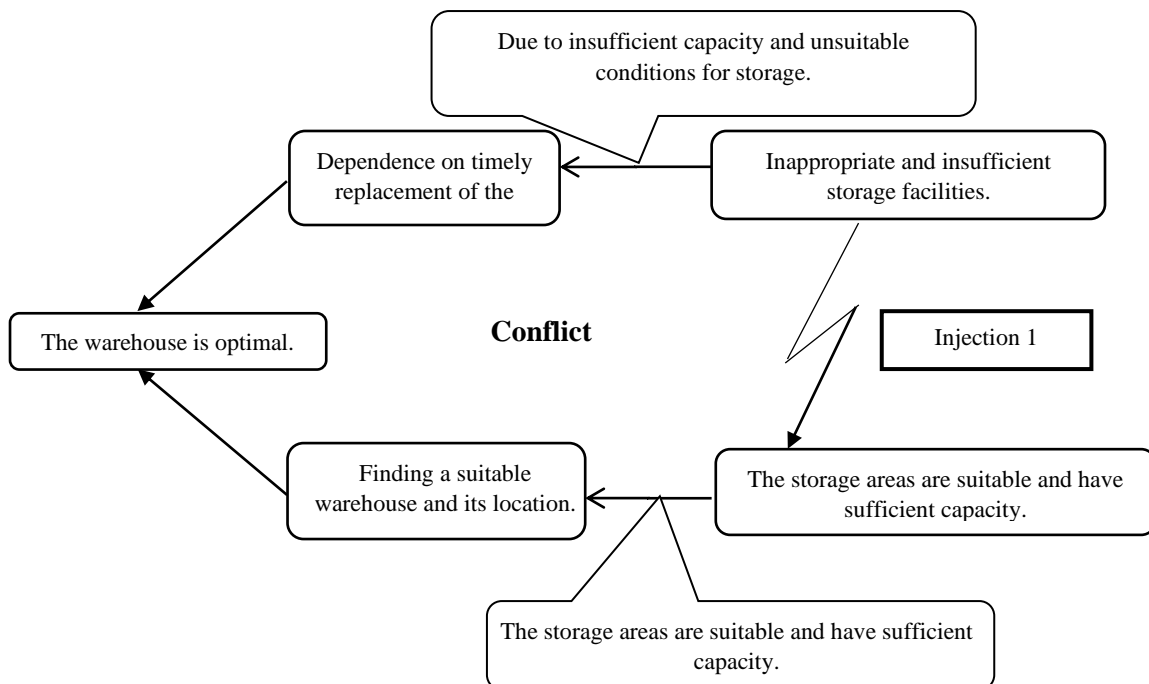 Due to insufficient capacity and unsuitable
conditions for storage.
Dependence on timely
replacement of the
Inappropriate and insufficient
storage facilities.
The warehouse is optimal.
Conflict
Injection 1
Finding a suitable
warehouse and its location.
The storage areas are suitable and have
sufficient capacity.
The storage areas are suitable and have sufficient
capacity.